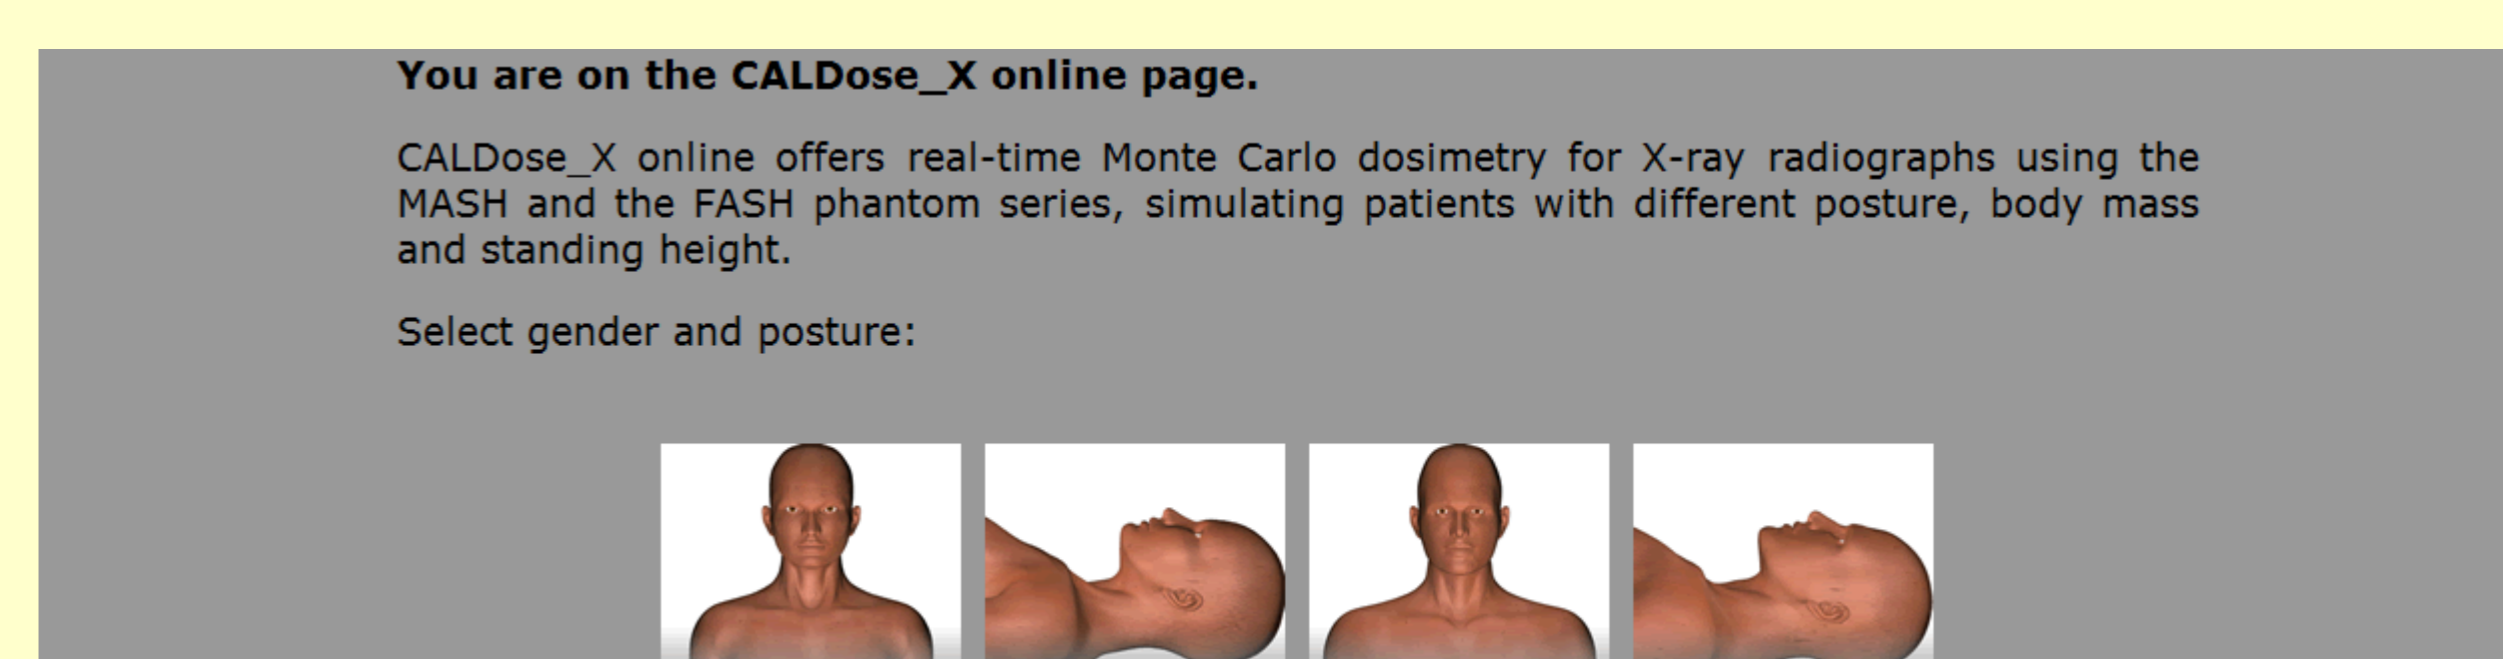 You are on the CALDose_X online page.
CALDose_X online offers real-time Monte Carlo dosimetry for X-ray radiographs using the
MASH and the FASH phantom series, simulating patients with different posture, body mass
and standing height.
Select gender and posture: